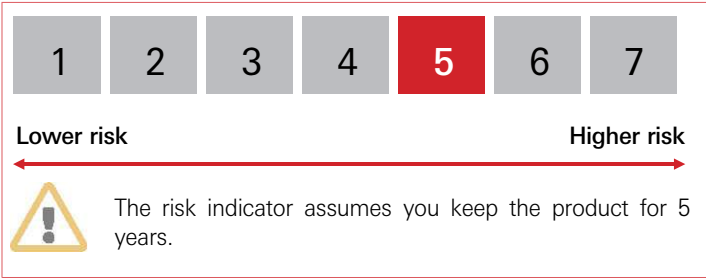 1 2 3 4 5 6 7
Lower risk Higher risk
The risk indicator assumes you keep the product for 5
years.